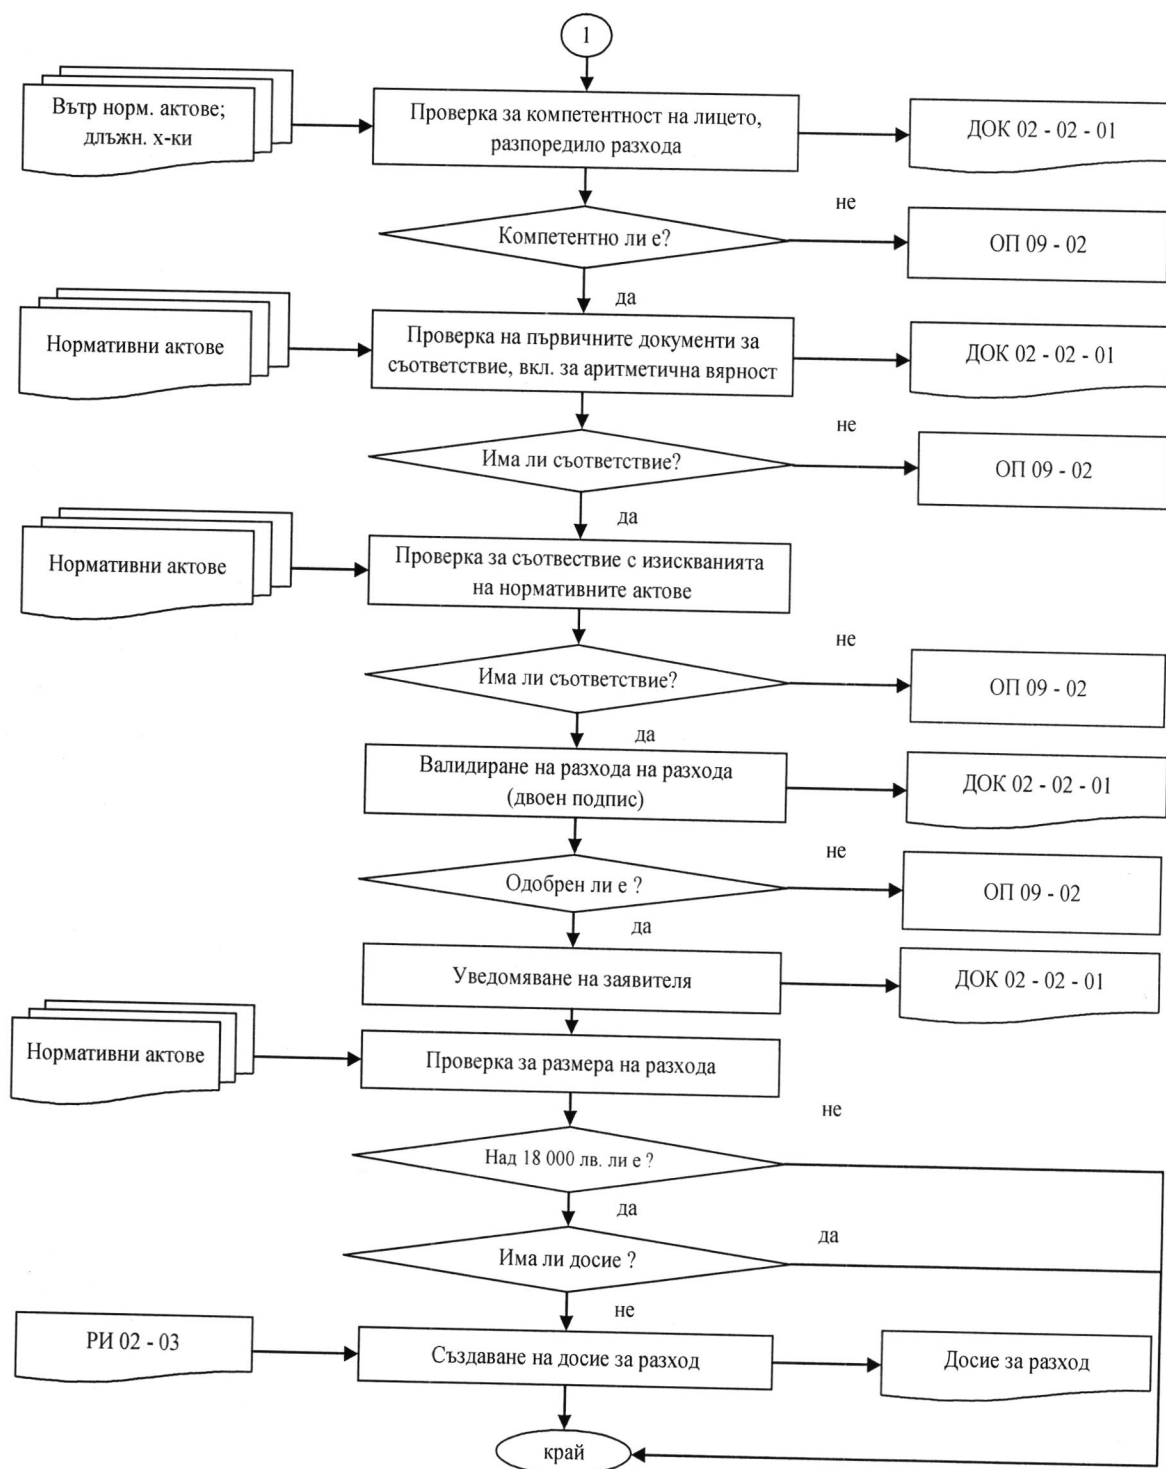 1
Вътр норм. актове;
длъжн. х-ки
Проверка за компетентност на лицето,
разпоредило разхода
ДОК 02 - 02 - 01
не
Компетентно ли е?
ОП 09 - 02
да
Нормативни актове
Проверка на първичните документи за
съответствие, вкл. за аритметична вярност
ДОК 02 - 02 - 01
не
Има ли съответствие?
ОП 09 - 02
да
Нормативни актове
Проверка за съотвествие с изискванията
на нормативните актове
не
Има ли съответствие?
ОП 09 - 02
да
Валидиране на разхода на разхода
(двоен подпис)
ДОК 02 - 02 - 01
не
Одобрен ли е ?
ОП 09 - 02
да
Уведомяване на заявителя
ДОК 02 - 02 - 01
Нормативни актове
Проверка за размера на разхода
не
Над 18 000 лв. ли е ?
да
да
Има ли досие ?
не
РИ 02 - 03
Създаване на досие за разход
Досие за разход
край